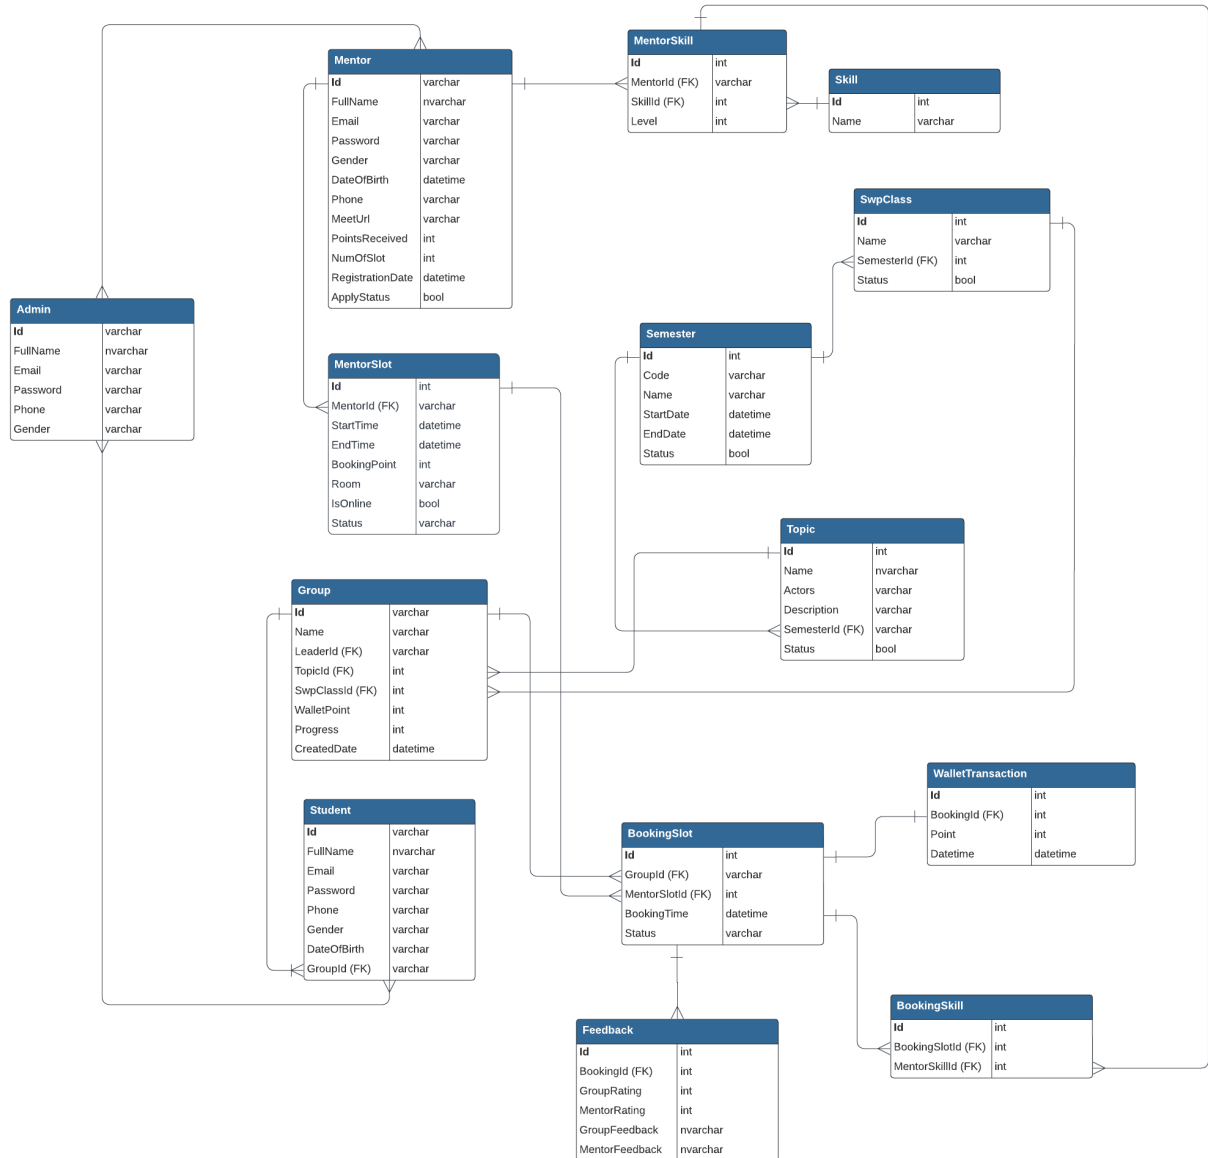 MentorSkill
Id int
MentorId (FK) varchar
SkillId (FK) int
Level int
Mentor
Id varchar
FullName nvarchar
Email varchar
Password varchar
Gender varchar
DateOfBirth datetime
Phone varchar
MeetUrl varchar
PointsReceived int
NumOfSlot int
RegistrationDate datetime
ApplyStatus bool
Skill
Id int
Name varchar
SwpClass
Id int
Name varchar
SemesterId (FK) int
Status bool
Admin
Id varchar
FullName nvarchar
Email varchar
Password varchar
Phone varchar
Gender varchar
Semester
Id int
Code varchar
Name varchar
StartDate datetime
EndDate datetime
Status bool
MentorSlot
Id int
MentorId (FK) varchar
StartTime datetime
EndTime datetime
BookingPoint int
Room varchar
IsOnline bool
Status varchar
Topic
Id int
Name nvarchar
Actors varchar
Description varchar
SemesterId (FK) varchar
Status bool
Group
Id varchar
Name varchar
LeaderId (FK) varchar
TopicId (FK) int
SwpClassId (FK) int
WalletPoint int
Progress int
CreatedDate datetime
WalletTransaction
Id int
BookingId (FK) int
Point int
Datetime datetime
Student
Id varchar
FullName nvarchar
Email varchar
Password varchar
Phone varchar
Gender varchar
DateOfBirth varchar
GroupId (FK) varchar
BookingSlot
Id int
GroupId (FK) varchar
MentorSlotId (FK) int
BookingTime datetime
Status varchar
BookingSkill
Id int
BookingSlotId (FK) int
MentorSkillId (FK) int
Feedback
Id int
BookingId (FK) int
GroupRating int
MentorRating int
GroupFeedback nvarchar
MentorFeedback nvarchar